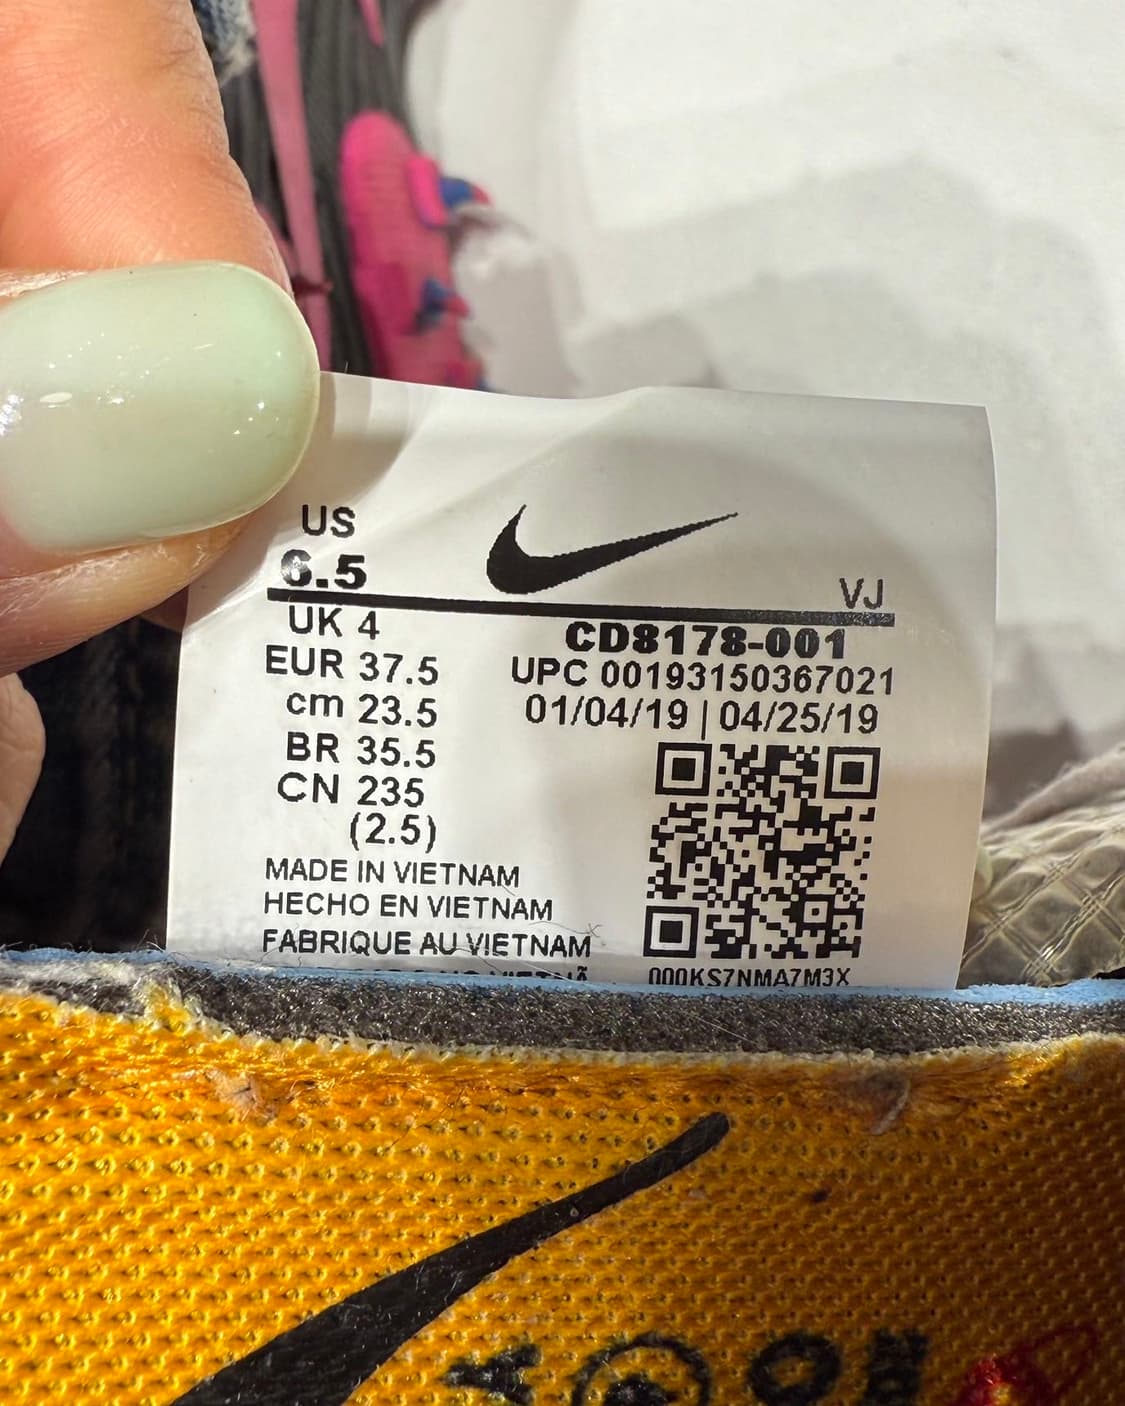 US
6.5
VJ
UK 4
CD8178-001
EUR 37.5
UPC 00193150367021
cm 23.5
01/04/19 | 04/25/19
BR 35.5
CN 235
(2.5)
MADE IN VIETNAM
HECHO EN VIETNAM
FABRIQUE AU VIETNAM
000KS7NMA7M3X